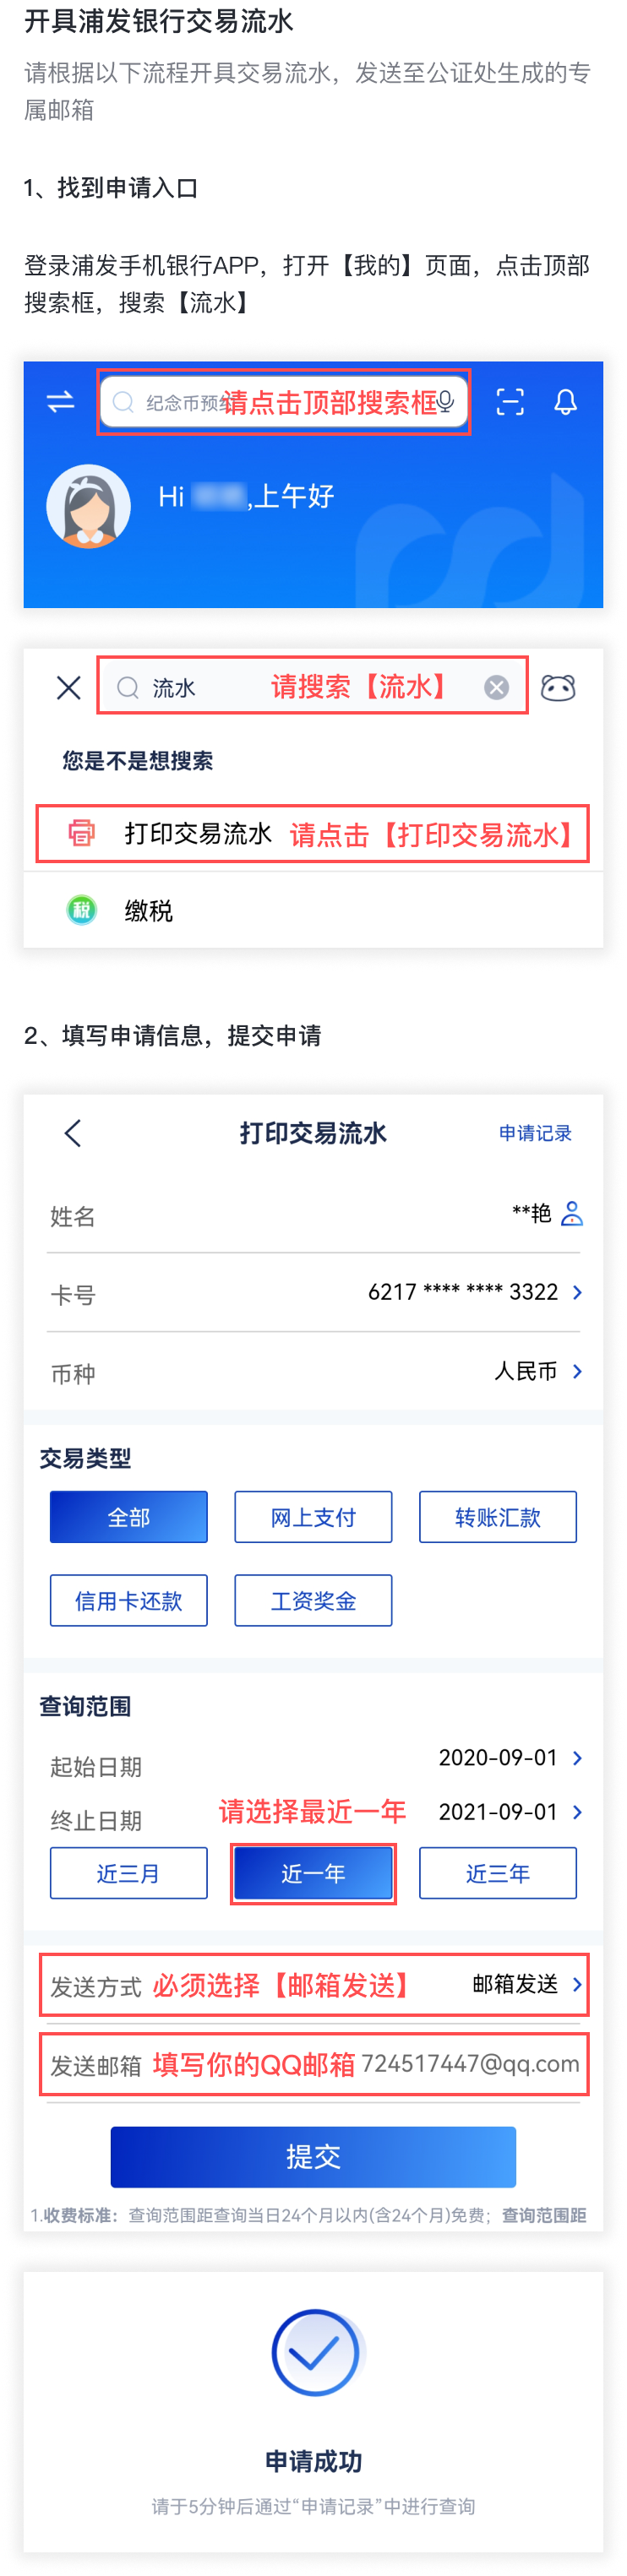 开具浦发银行交易流水
请根据以下流程开具交易流水，发送至公证处生成的专
属邮箱
1、找到申请入口
登录浦发手机银行APP，打开【我的】页面，点击顶部
搜索框，搜索【流水】
纪念币预约 请点击顶部搜索框
Hi ,上午好
流水 请搜索【流水】
您是不是想搜索
打印交易流水 请点击【打印交易流水】
税 缴税
2、填写申请信息，提交申请
打印交易流水 申请记录
姓名 **艳
卡号 6217 **** **** 3322
币种 人民币
交易类型
全部 网上支付 转账汇款
信用卡还款 工资奖金
查询范围
起始日期 2020-09-01
终止日期 请选择最近一年 2021-09-01
近三月 近一年 近三年
发送方式 必须选择【邮箱发送】 邮箱发送
发送邮箱 填写你的QQ邮箱 724517447@qq.com
提交
1.收费标准：查询范围距查询当日24个月以内(含24个月)免费；查询范围距
申请成功
请于5分钟后通过“申请记录”中进行查询